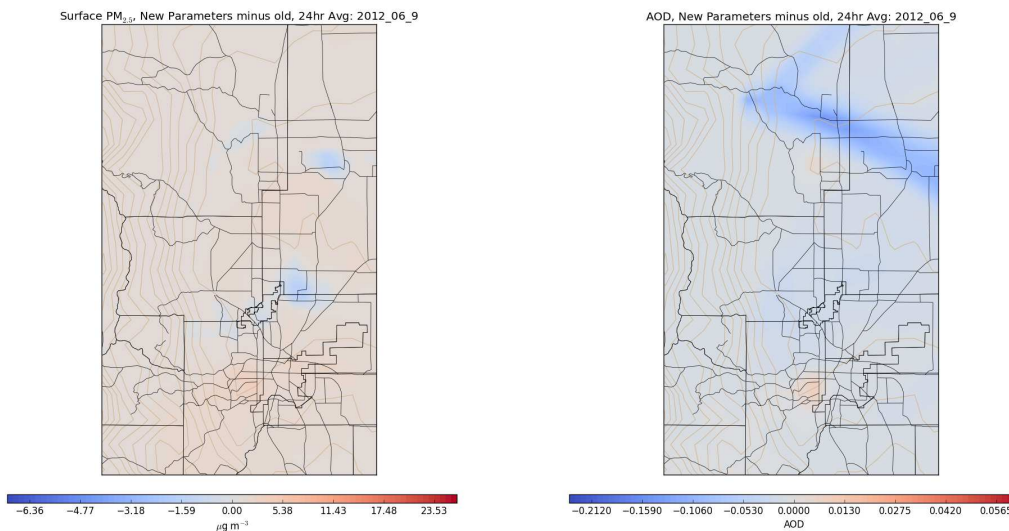 Surface PM2.5, New Parameters minus old, 24hr Avg: 2012_06_9
−6.36 −4.77 −3.18 −1.59 0.00 5.38 11.43 17.48 23.53
μg m−3
AOD, New Parameters minus old, 24hr Avg: 2012_06_9
−0.2120 −0.1590 −0.1060 −0.0530 0.0000 0.0130 0.0275 0.0420 0.0565
AOD